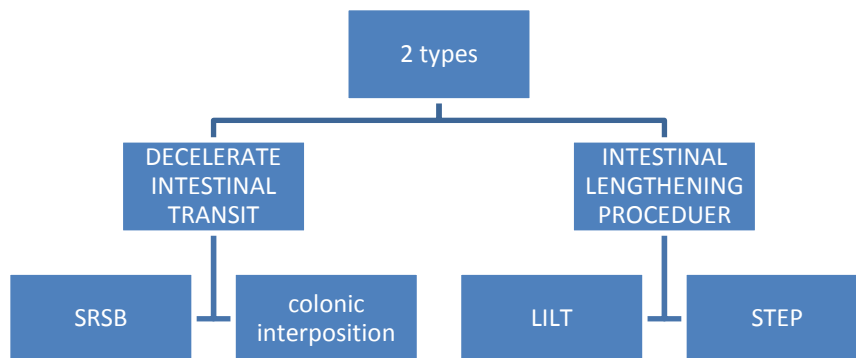 2 types
DECELERATE
INTESTINAL
TRANSIT
INTESTINAL
LENGTHENING
PROCEDUER
SRSB
colonic
interposition
LILT
STEP